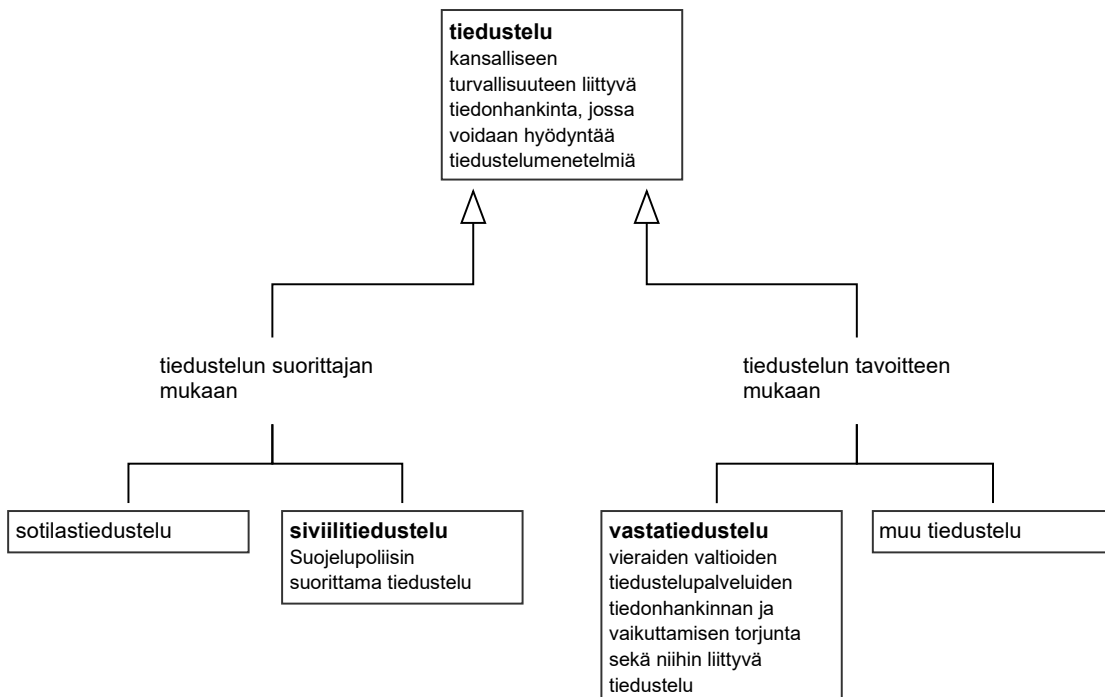 tiedustelu
kansalliseen
turvallisuuteen liittyvä
tiedonhankinta, jossa
voidaan hyödyntää
tiedustelumenetelmiä
tiedustelun suorittajan
mukaan
tiedustelun tavoitteen
mukaan
sotilastiedustelu
siviilitiedustelu
Suojelupoliisin
suorittama tiedustelu
vastatiedustelu
vieraiden valtioiden
tiedustelupalveluiden
tiedonhankinnan ja
vaikuttamisen torjunta
sekä niihin liittyvä
tiedustelu
muu tiedustelu